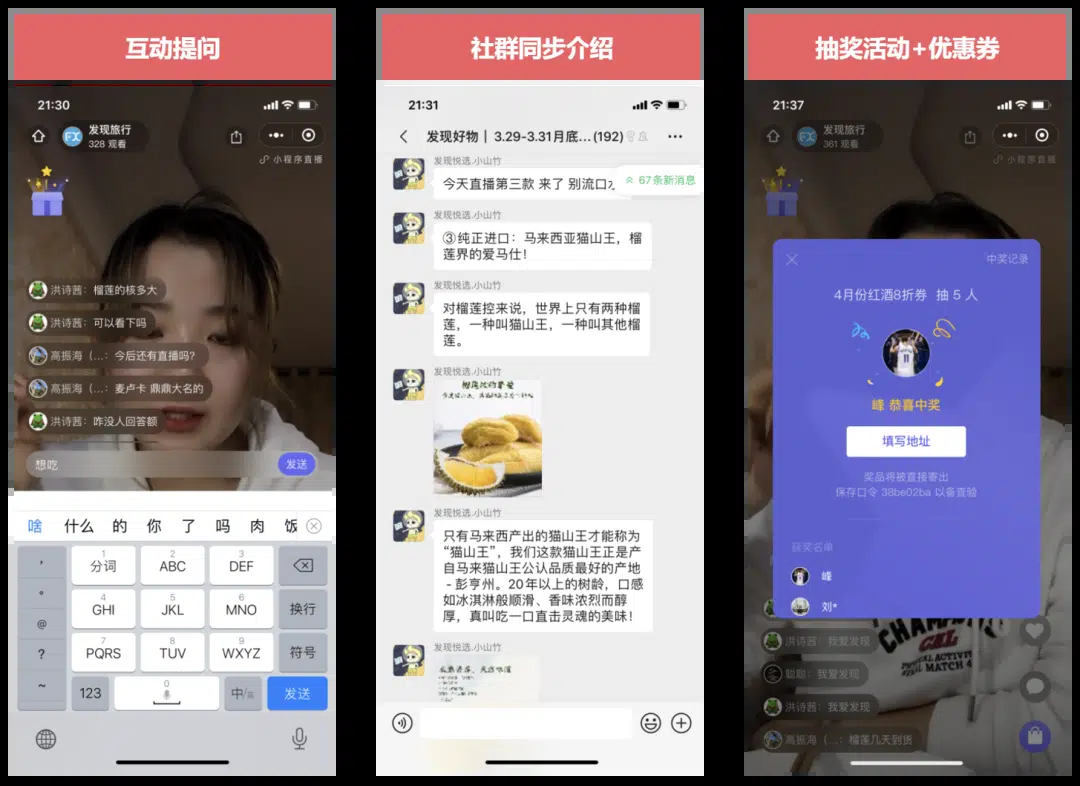 互动提问
21:30
发现旅行
328 观看
小程序直播
洪诗茜：榴莲的核多大
洪诗茜：可以看下吗
高振海（...：今后还有直播吗？
高振海（...：麦卢卡 鼎鼎大名的
洪诗茜：咋没人回答额
想吃
发送
啥 什么 的 你 了 吗 肉 饭
，
1
分词
2
ABC
3
DEF
。
4
GHI
5
JKL
6
MNO
换行
@
?
7
PQRS
8
TUV
9
WXYZ
符号
~
123
0
中/英
发送
社群同步介绍
21:31
发现好物丨3.29-3.31月底...(192)
发现悦选.小山竹
今天直播第三款 来了 别流口水
67条新消息
发现悦选.小山竹
③纯正进口：马来西亚猫山王，榴
莲界的爱马仕！
发现悦选.小山竹
对榴莲控来说，世界上只有两种榴
莲，一种叫猫山王，一种叫其他榴
莲。
发现悦选.小山竹
发现悦选.小山竹
只有马来西产出的猫山王才能称为
“猫山王”，我们这款猫山王正是产
自马来猫山王公认品质最好的产地
- 彭亨州。20年以上的树龄，口感
如冰淇淋般顺滑、香味浓烈而醇
厚，真叫吃一口直击灵魂的美味！
发现悦选.小山竹
抽奖活动+优惠券
21:37
发现旅行
361 观看
小程序直播
中奖记录
4月份红酒8折券 抽 5 人
峰 恭喜中奖
填写地址
奖品将被直接寄出
保存口令 38be02ba 以备查验
获奖名单
峰
刘*
CHAMP
PHYSICAL ACTIVIT
MATCH 4
洪诗茜：我爱发现
聪聪：我爱发现
洪诗茜：我爱发现
高振海（...：榴莲几天到货